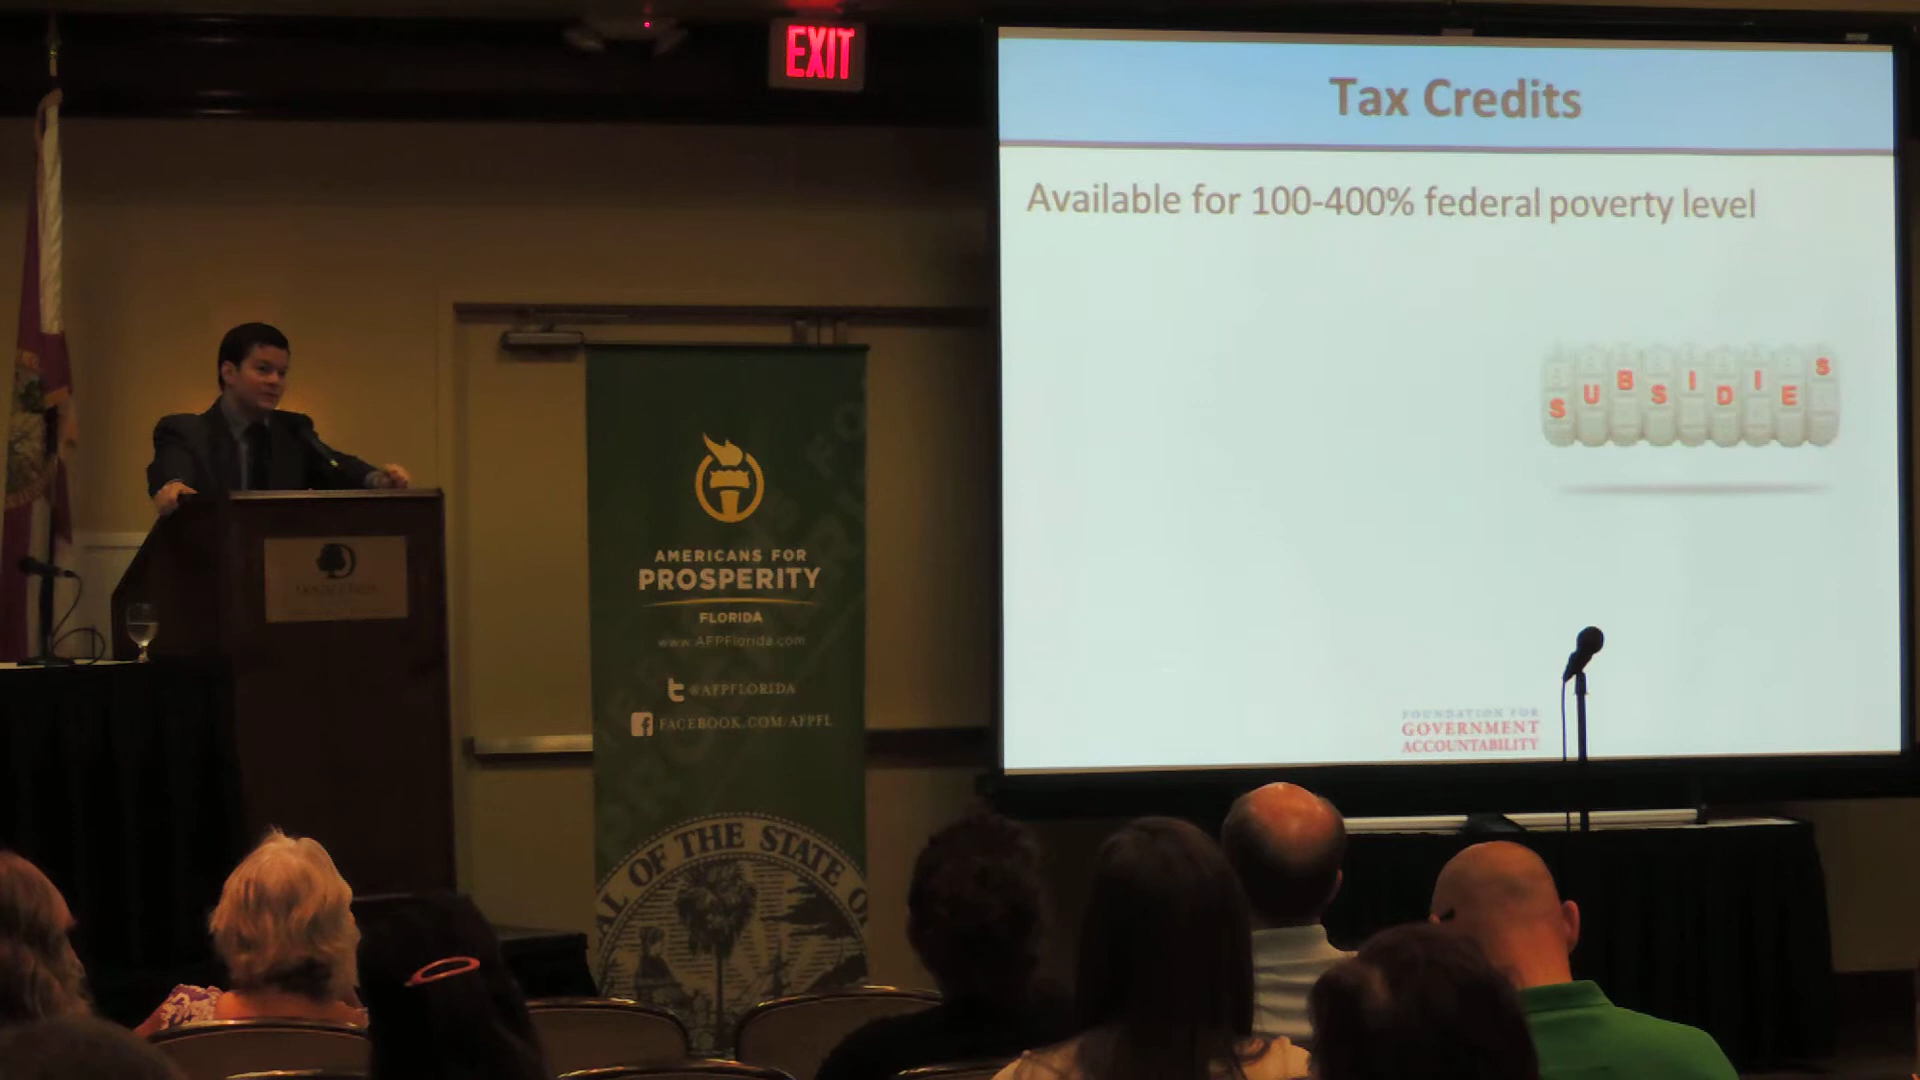 EXIT
Tax Credits
Available for 100-400% federal poverty level
SUBSIDIES
FOUNDATION FOR
GOVERNMENT
ACCOUNTABILITY
AMERICANS FOR
PROSPERITY
FLORIDA
www.AFPFlorida.com
@AFPFLORIDA
FACEBOOK.COM/AFPFL
OF THE STATE O